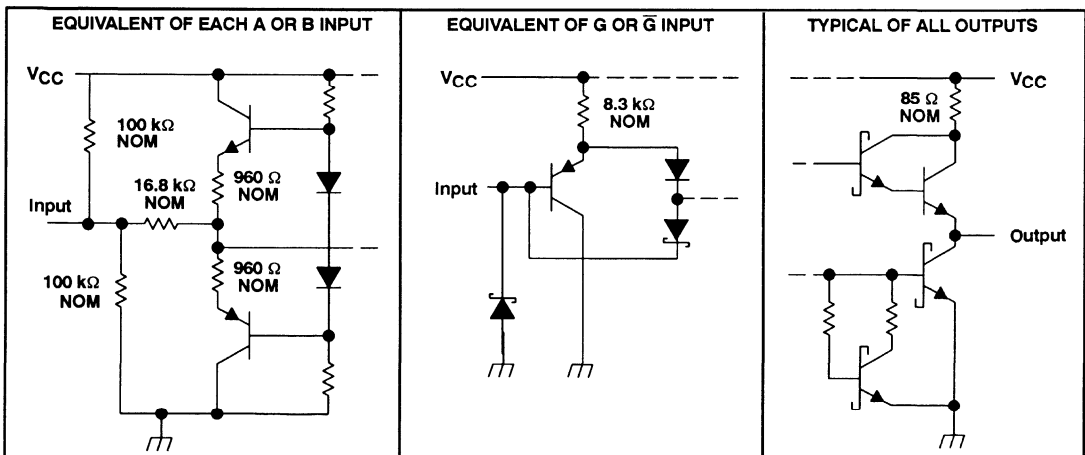 EQUIVALENT OF EACH A OR B INPUT
VCC
100 kΩ
NOM
16.8 kΩ
NOM
960 Ω
NOM
Input
960 Ω
NOM
100 kΩ
NOM
EQUIVALENT OF G OR G̅ INPUT
VCC
8.3 kΩ
NOM
Input
TYPICAL OF ALL OUTPUTS
VCC
85 Ω
NOM
Output